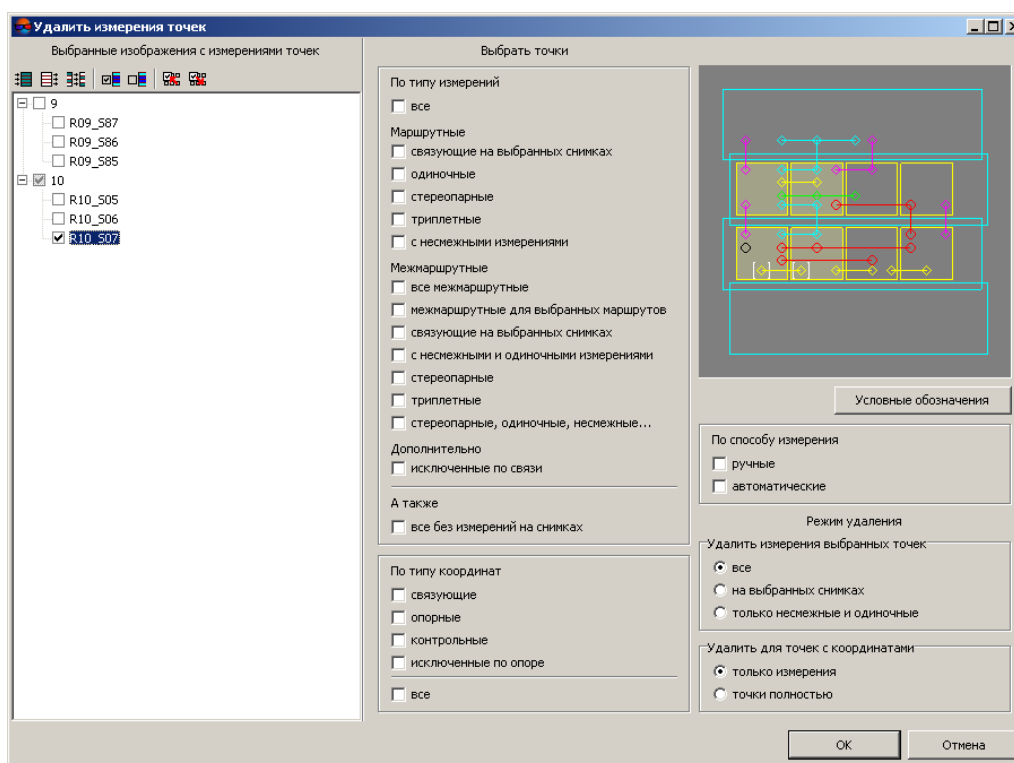 Удалить измерения точек
Выбранные изображения с измерениями точек
9
R09_S87
R09_S86
R09_S85
10
R10_S05
R10_S06
R10_S07
Выбрать точки
По типу измерений
все
Маршрутные
связующие на выбранных снимках
одиночные
стереопарные
триплетные
с несмежными измерениями
Межмаршрутные
все межмаршрутные
межмаршрутные для выбранных маршрутов
связующие на выбранных снимках
с несмежными и одиночными измерениями
стереопарные
триплетные
стереопарные, одиночные, несмежные...
Дополнительно
исключенные по связи
А также
все без измерений на снимках
По типу координат
связующие
опорные
контрольные
исключенные по опоре
все
Условные обозначения
По способу измерения
ручные
автоматические
Режим удаления
Удалить измерения выбранных точек
все
на выбранных снимках
только несмежные и одиночные
Удалить для точек с координатами
только измерения
точки полностью
ОК
Отмена